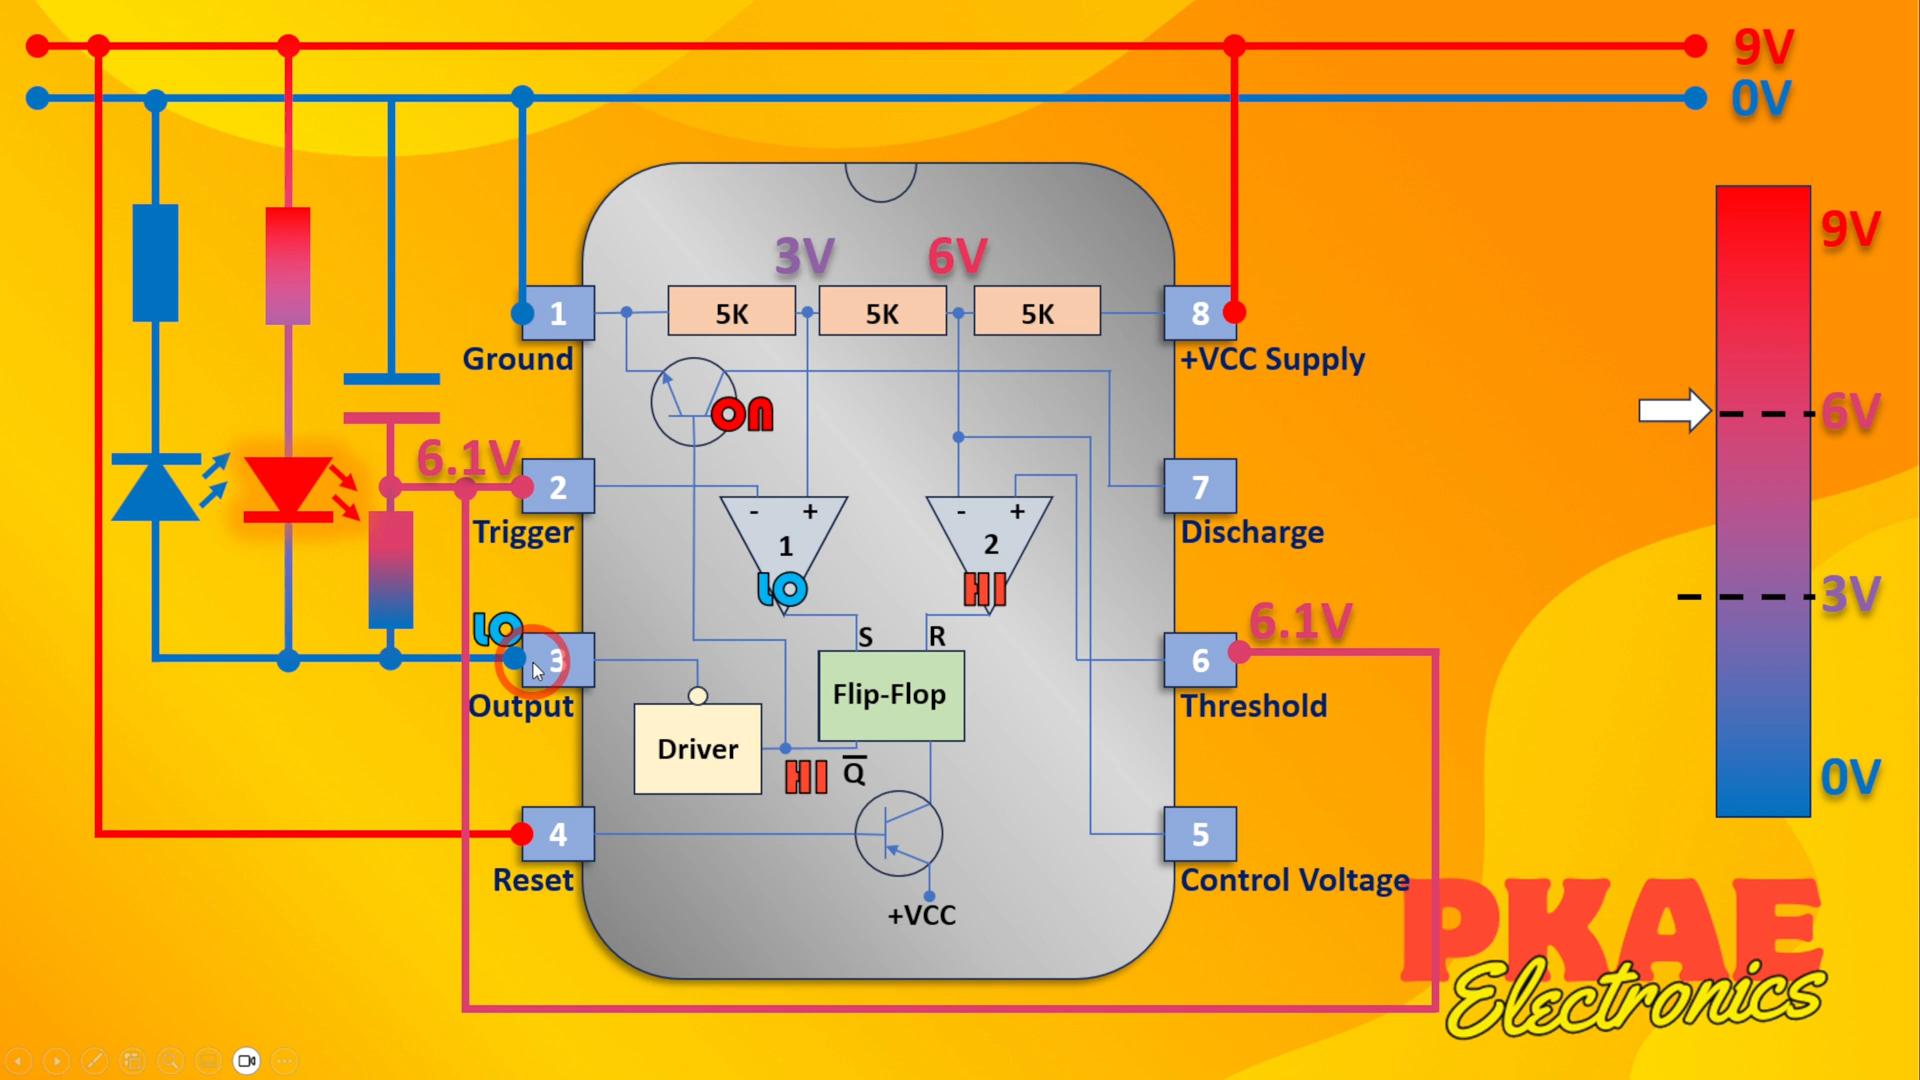 9V
0V
9V
3V
6V
1
5K
5K
5K
8
Ground
+VCC Supply
ON
6V
6.1V
2
- +
- +
7
Trigger
1
2
Discharge
LO
HI
3V
LO
S
R
6.1V
3
6
Output
Flip-Flop
Threshold
Driver
HI
Q̅
0V
4
5
Reset
Control Voltage
+VCC
PKAE
Electronics